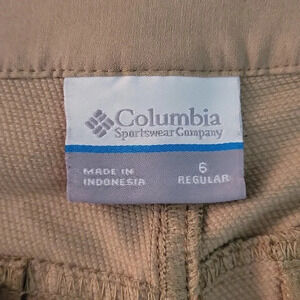 Columbia
Sportswear Company
MADE IN
INDONESIA
6
REGULAR